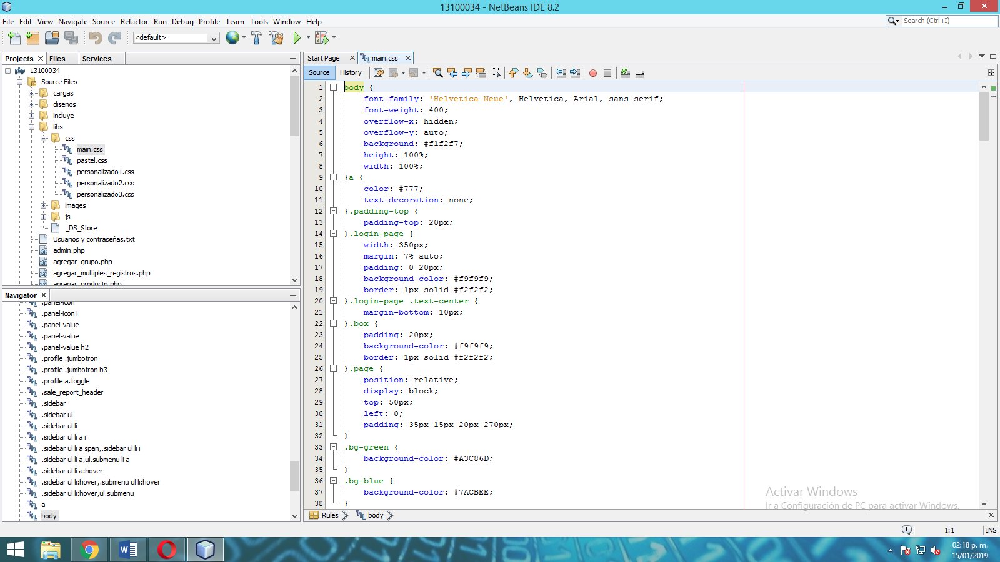 13100034 - NetBeans IDE 8.2
File Edit View Navigate Source Refactor Run Debug Profile Team Tools Window Help
Search (Ctrl+I)
<default>
Projects Files Services
13100034
Source Files
cargas
disenos
incluye
libs
css
main.css
pastel.css
personalizado1.css
personalizado2.css
personalizado3.css
images
js
_DS_Store
Usuarios y contraseñas.txt
admin.php
agregar_grupo.php
agregar_multiples_registros.php
agregar_producto.php
Navigator
.panel-icon
.panel-icon i
.panel-value
.panel-value
.panel-value h2
.profile .jumbotron
.profile .jumbotron h3
.profile a.toggle
.sale_report_header
.sidebar
.sidebar ul
.sidebar ul li
.sidebar ul li a i
.sidebar ul li a span,.sidebar ul li i
.sidebar ul li a,ul.submenu li a
.sidebar ul li a:hover
.sidebar ul li:hover,.submenu ul li:hover
.sidebar ul li:hover,ul.submenu
a
body
Start Page main.css
Source History
1 body {
2 font-family: 'Helvetica Neue', Helvetica, Arial, sans-serif;
3 font-weight: 400;
4 overflow-x: hidden;
5 overflow-y: auto;
6 background: #f1f2f7;
7 height: 100%;
8 width: 100%;
9 }a {
10 color: #777;
11 text-decoration: none;
12 }.padding-top {
13 padding-top: 20px;
14 }.login-page {
15 width: 350px;
16 margin: 7% auto;
17 padding: 0 20px;
18 background-color: #f9f9f9;
19 border: 1px solid #f2f2f2;
20 }.login-page .text-center {
21 margin-bottom: 10px;
22 }.box {
23 padding: 20px;
24 background-color: #f9f9f9;
25 border: 1px solid #f2f2f2;
26 }.page {
27 position: relative;
28 display: block;
29 top: 50px;
30 left: 0;
31 padding: 35px 15px 20px 270px;
32 }
33 .bg-green {
34 background-color: #A3C86D;
35 }
36 .bg-blue {
37 background-color: #7ACBEE;
38 }
Activar Windows
Ir a Configuración de PC para activar Windows.
Rules body
1 1:1 INS
02:18 p. m.
15/01/2019